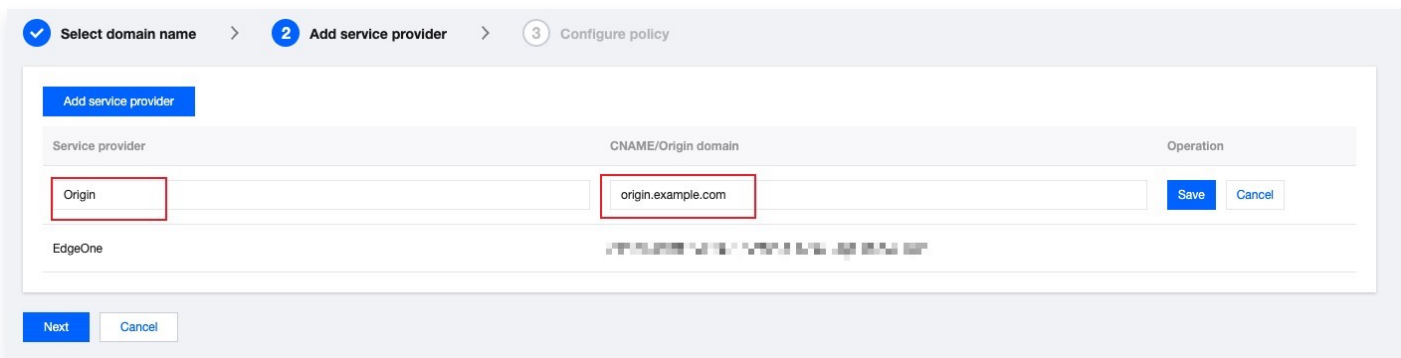 Select domain name > 2 Add service provider > 3 Configure policy
Add service provider
Service provider CNAME/Origin domain Operation
Origin origin.example.com Save Cancel
EdgeOne
Next Cancel